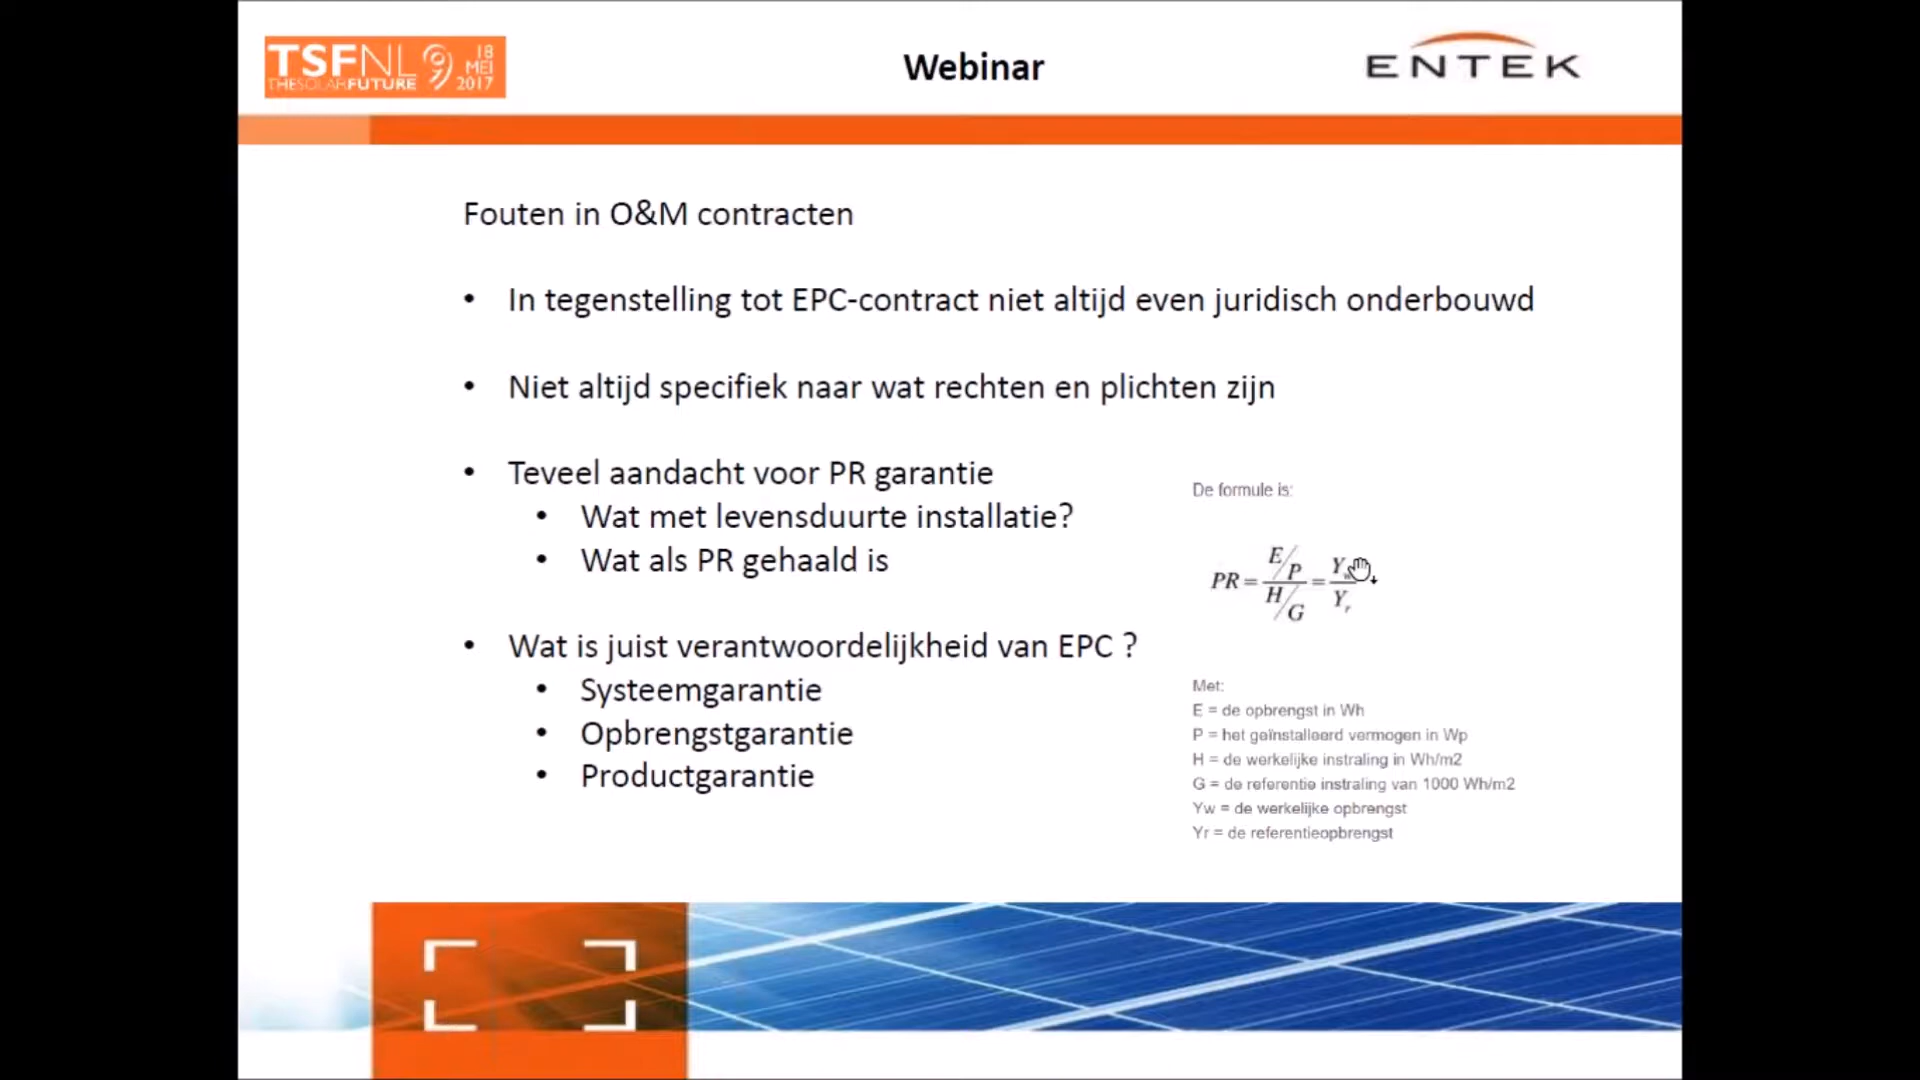 TSFNL 9 18 MEI 2017
THESOLARFUTURE
Webinar
ENTEK
Fouten in O&M contracten
• In tegenstelling tot EPC-contract niet altijd even juridisch onderbouwd
• Niet altijd specifiek naar wat rechten en plichten zijn
• Teveel aandacht voor PR garantie
• Wat met levensduurte installatie?
• Wat als PR gehaald is
• Wat is juist verantwoordelijkheid van EPC ?
• Systeemgarantie
• Opbrengstgarantie
• Productgarantie
De formule is:
PR = (E/P)/(H/G) = Yw/Yr
Met:
E = de opbrengst in Wh
P = het geïnstalleerd vermogen in Wp
H = de werkelijke instraling in Wh/m2
G = de referentie instraling van 1000 Wh/m2
Yw = de werkelijke opbrengst
Yr = de referentieopbrengst